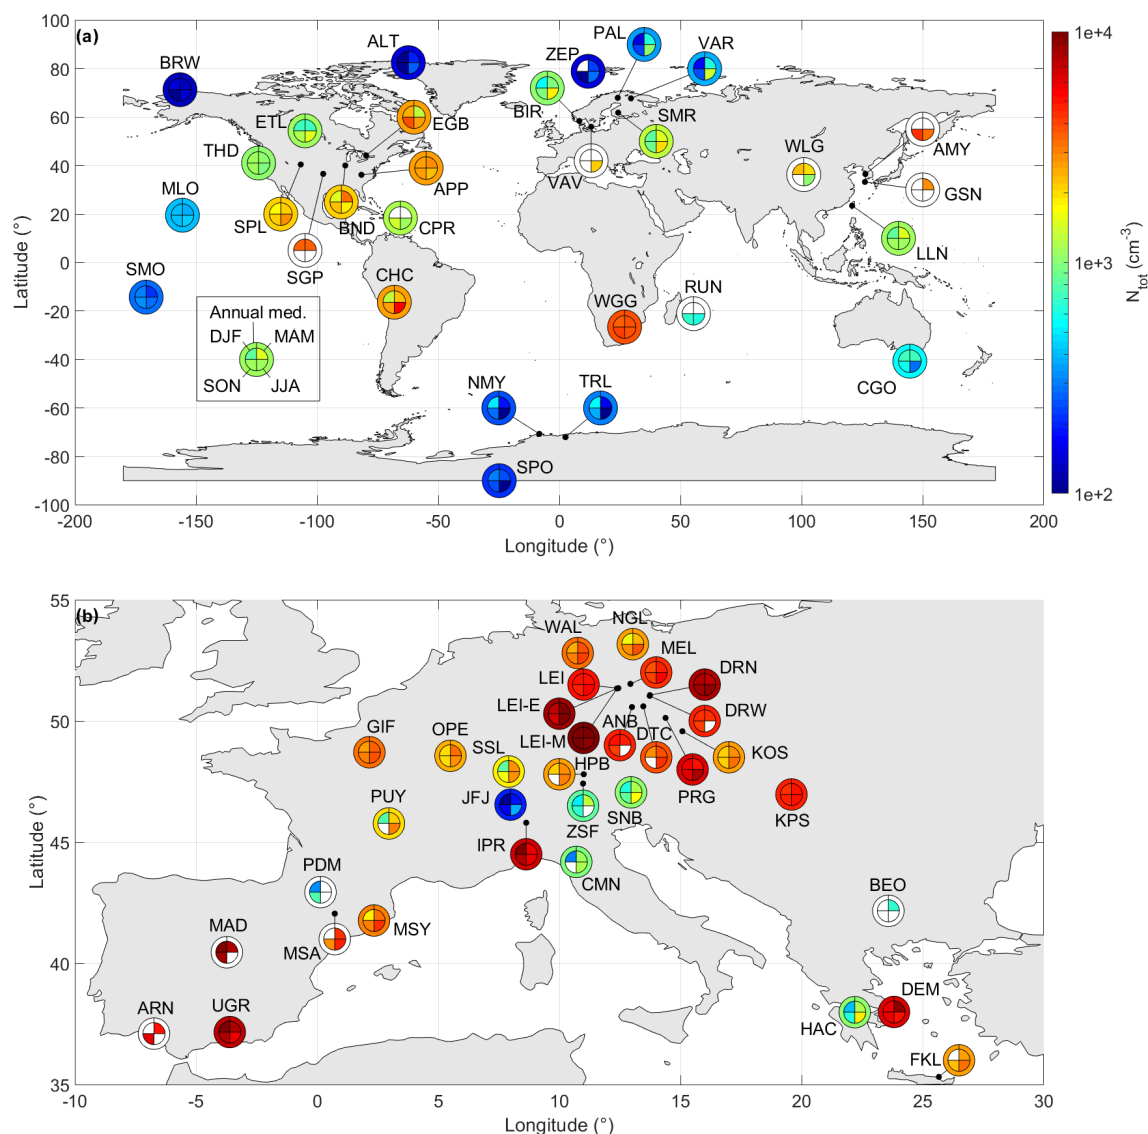 (a)
100
80
60
40
20
0
-20
-40
-60
-80
-100
-200
-150
-100
-50
0
50
100
150
200
Latitude (°)
Longitude (°)
BRW
ALT
ZEP
PAL
VAR
BIR
ETL
EGB
SMR
THD
WLG
AMY
MLO
APP
VAV
GSN
SPL
BND
CPR
LLN
SGP
SMO
CHC
WGG
RUN
Annual med.
DJF
MAM
SON
JJA
CGO
NMY
TRL
SPO
1e+4
1e+3
1e+2
N_tot (cm-3)
(b)
55
50
45
40
35
-10
-5
0
5
10
15
20
25
30
Latitude (°)
Longitude (°)
WAL
NGL
MEL
LEI
DRN
LEI-E
DRW
GIF
OPE
LEI-M
ANB
DTC
KOS
SSL
HPB
PUY
JFJ
ZSF
SNB
PRG
KPS
IPR
CMN
PDM
BEO
MAD
MSA
MSY
ARN
UGR
DEM
HAC
FKL